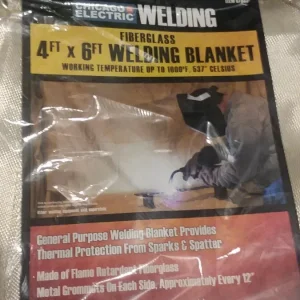 CHICAGO
ELECTRIC
WELDING
FIBERGLASS
4FT x 6FT WELDING BLANKET
WORKING TEMPERATURE UP TO 1000°F, 537° CELSIUS
General Purpose Welding Blanket Provides
Thermal Protection From Sparks & Spatter
• Made of Flame Retardant Fiberglass
• Metal Grommets On Each Side, Approximately Every 12"